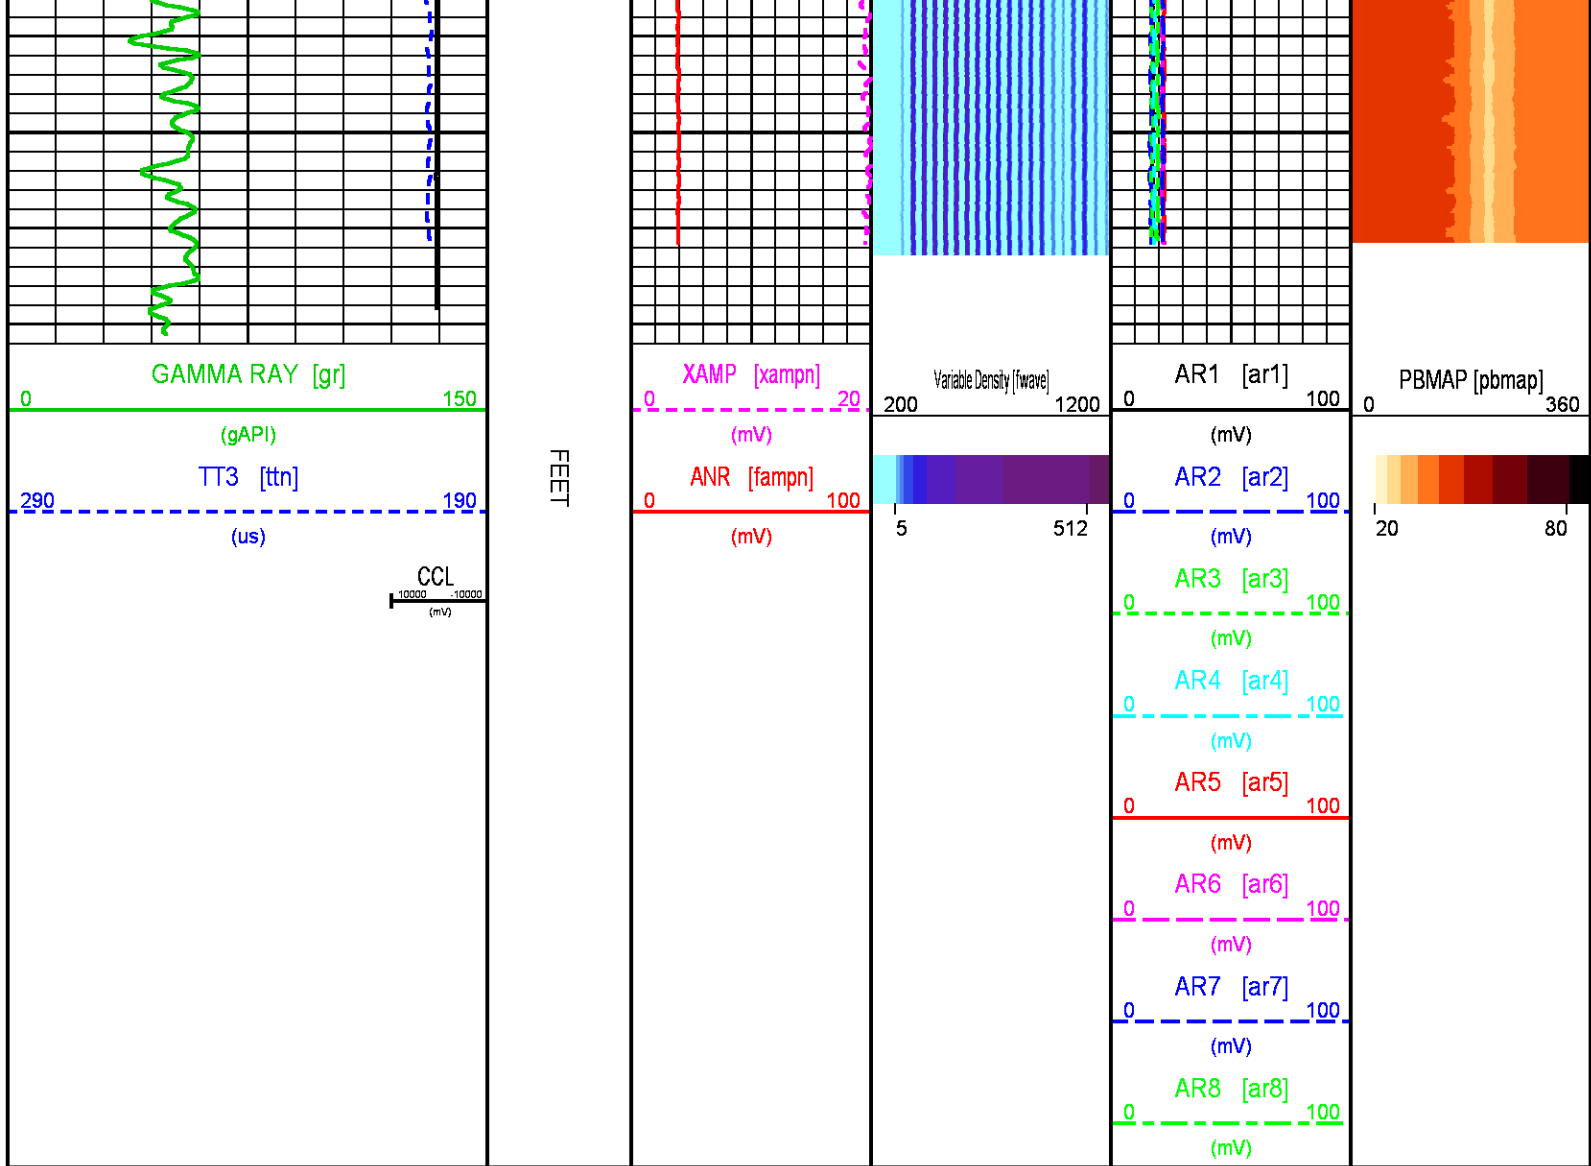 GAMMA RAY [gr]
0 150
(gAPI)
TT3 [ttn]
290 190
(us)
CCL
10000 -10000
(mV)
FEET
XAMP [xampn]
0 20
(mV)
ANR [fampn]
0 100
(mV)
Variable Density [fwave]
200 1200
5 512
AR1 [ar1]
0 100
(mV)
AR2 [ar2]
0 100
(mV)
AR3 [ar3]
0 100
(mV)
AR4 [ar4]
0 100
(mV)
AR5 [ar5]
0 100
(mV)
AR6 [ar6]
0 100
(mV)
AR7 [ar7]
0 100
(mV)
AR8 [ar8]
0 100
(mV)
PBMAP [pbmap]
0 360
20 80